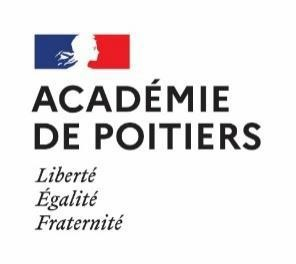 ACADÉMIE
DE POITIERS
Liberté
Égalité
Fraternité